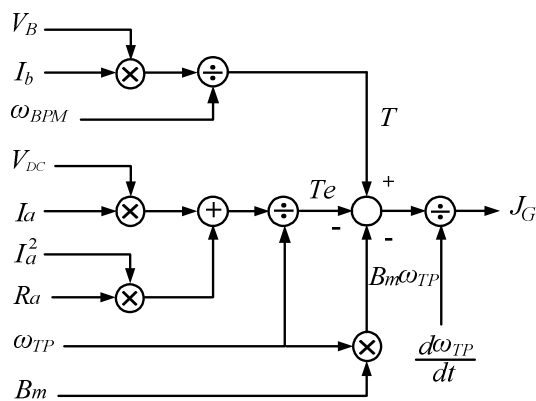 V_B
I_b
ω_BPM
T
V_DC
I_a
I_a^2
R_a
ω_TP
B_m
Te
+
-
-
B_mω_TP
dω_TP
dt
J_G